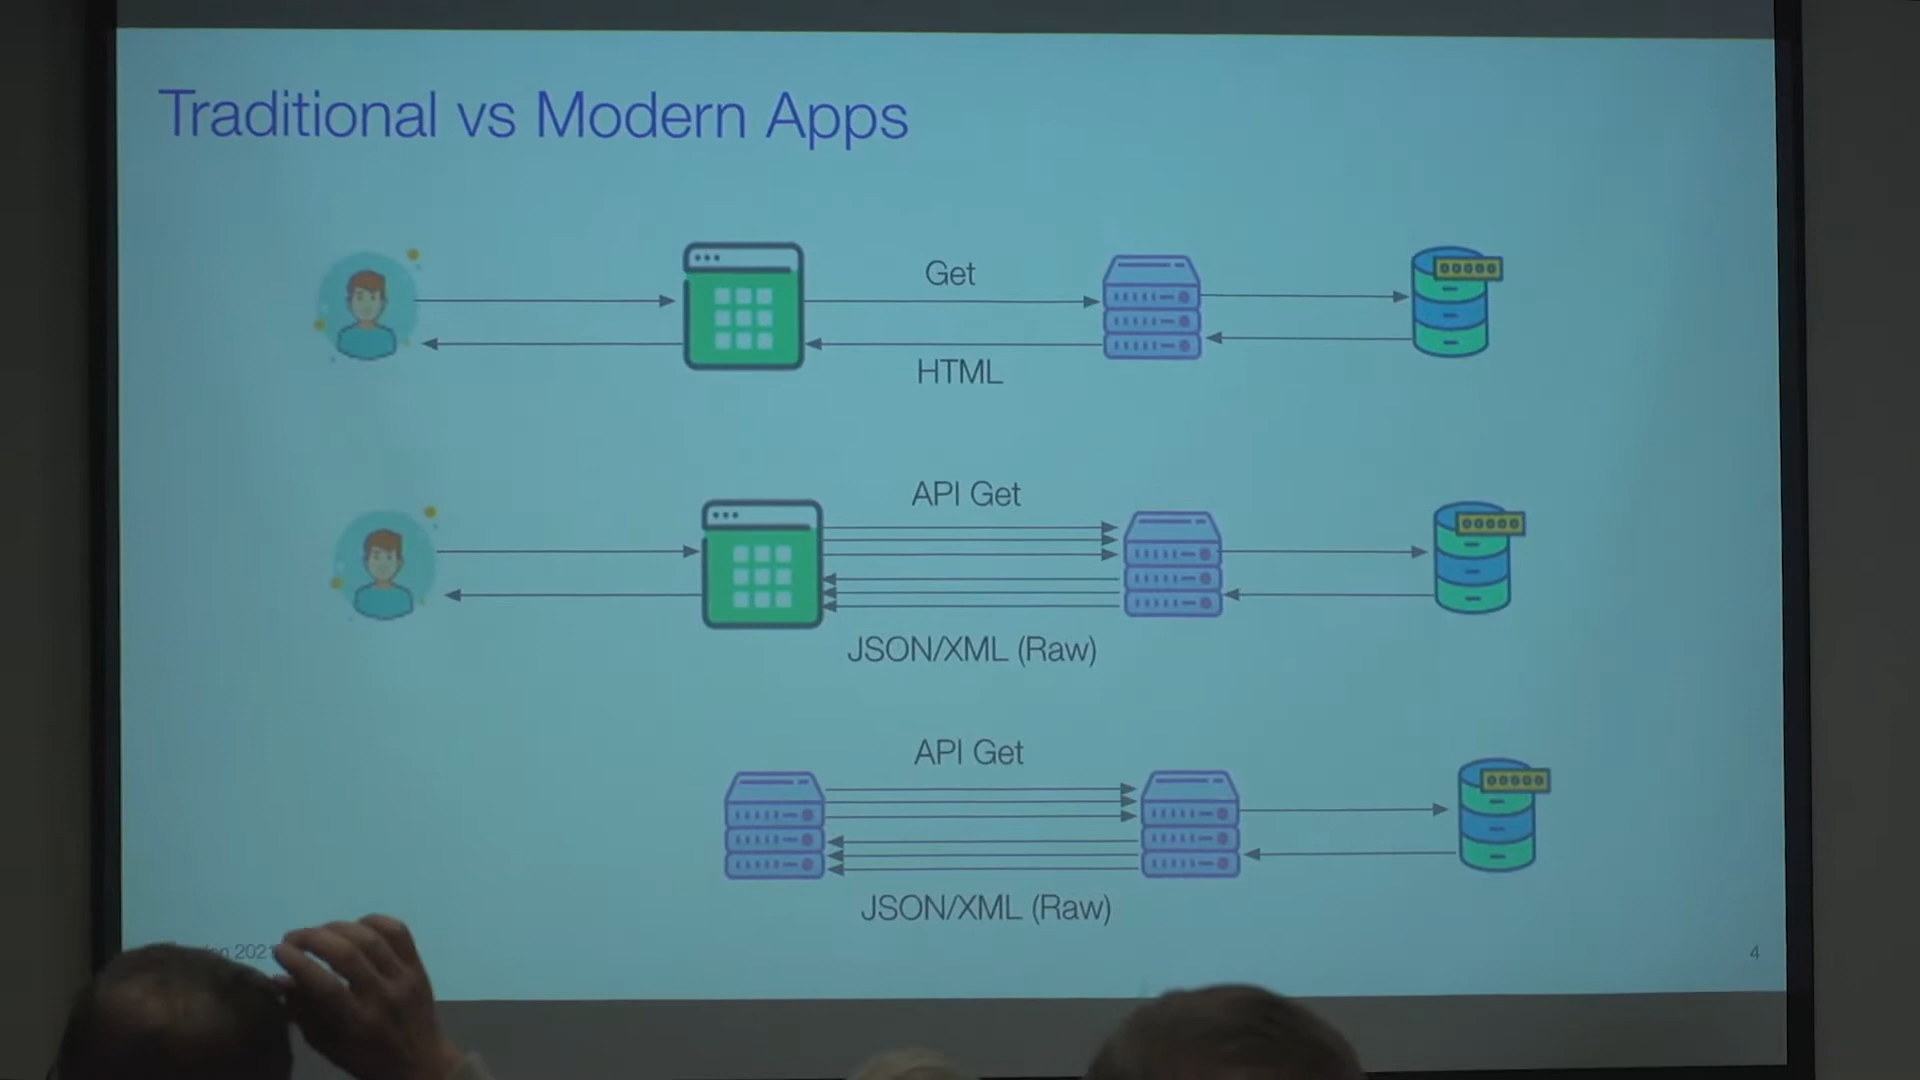 Traditional vs Modern Apps
Get
HTML
API Get
JSON/XML (Raw)
API Get
JSON/XML (Raw)
4